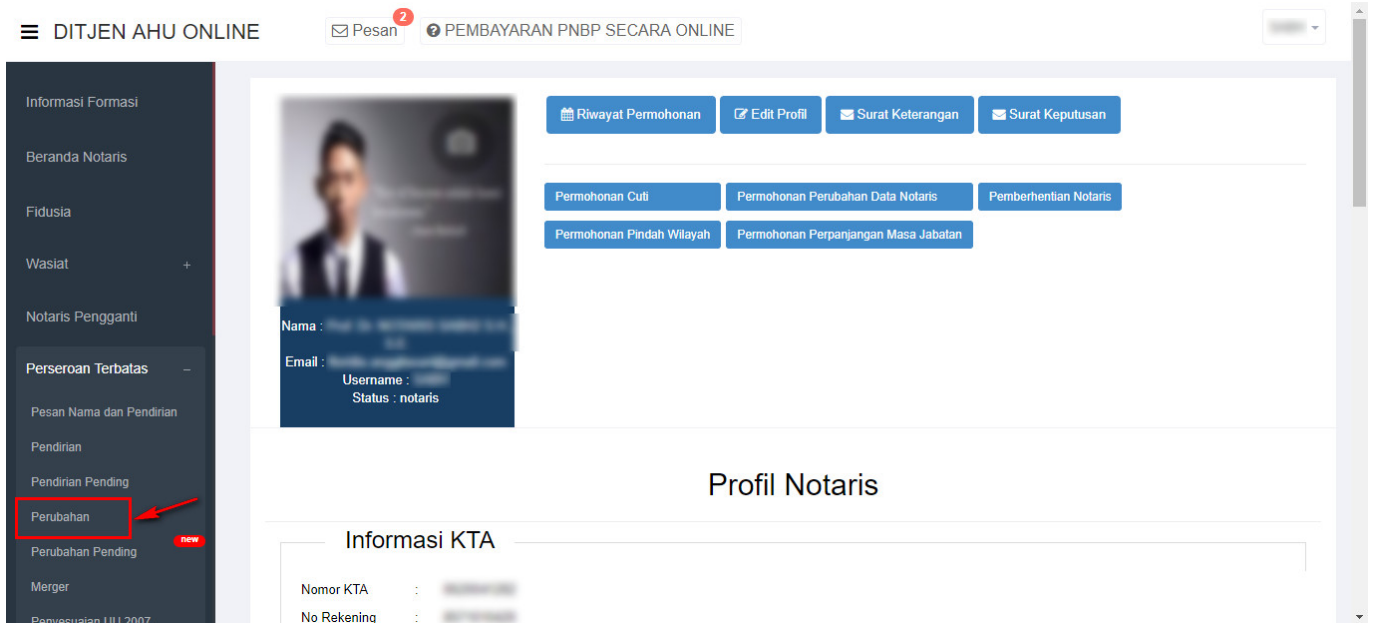 DITJEN AHU ONLINE
Pesan
2
PEMBAYARAN PNBP SECARA ONLINE
Informasi Formasi
Beranda Notaris
Fidusia
Wasiat +
Notaris Pengganti
Perseroan Terbatas –
Pesan Nama dan Pendirian
Pendirian
Pendirian Pending
Perubahan
new
Perubahan Pending
Merger
Penyesuaian UU 2007
Riwayat Permohonan
Edit Profil
Surat Keterangan
Surat Keputusan
Permohonan Cuti
Permohonan Perubahan Data Notaris
Pemberhentian Notaris
Permohonan Pindah Wilayah
Permohonan Perpanjangan Masa Jabatan
Nama :
Email :
Username :
Status : notaris
Profil Notaris
Informasi KTA
Nomor KTA :
No Rekening :